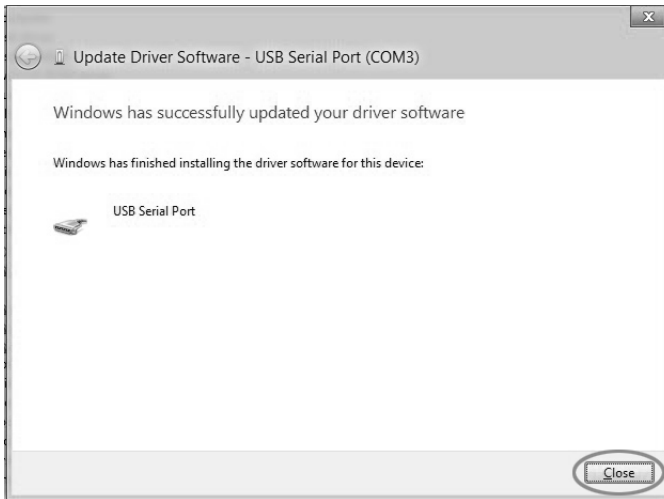 Update Driver Software - USB Serial Port (COM3)
Windows has successfully updated your driver software
Windows has finished installing the driver software for this device:
USB Serial Port
Close